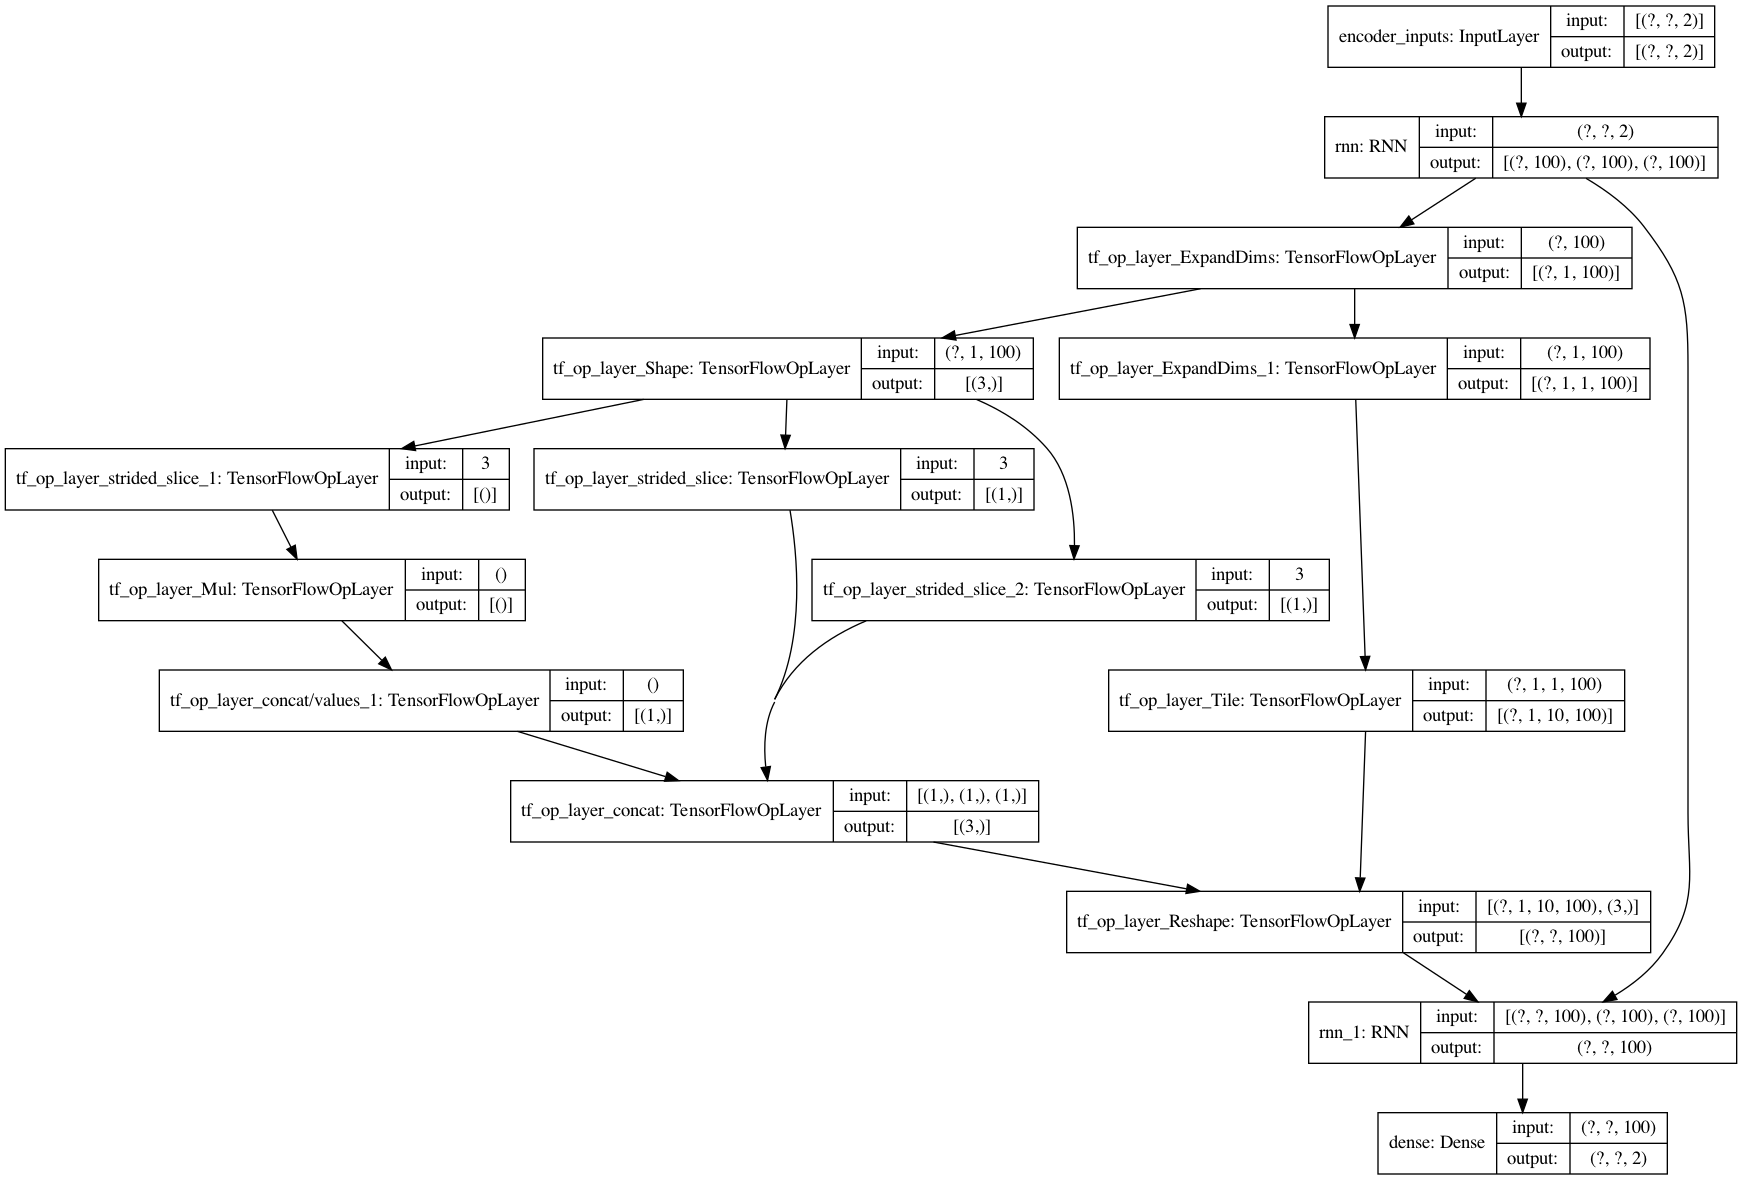 encoder_inputs: InputLayer
input:
[(?, ?, 2)]
output:
[(?, ?, 2)]
rnn: RNN
input:
(?, ?, 2)
output:
[(?, 100), (?, 100), (?, 100)]
tf_op_layer_ExpandDims: TensorFlowOpLayer
input:
(?, 100)
output:
[(?, 1, 100)]
tf_op_layer_Shape: TensorFlowOpLayer
input:
(?, 1, 100)
output:
[(3,)]
tf_op_layer_ExpandDims_1: TensorFlowOpLayer
input:
(?, 1, 100)
output:
[(?, 1, 1, 100)]
tf_op_layer_strided_slice_1: TensorFlowOpLayer
input:
3
output:
[()]
tf_op_layer_strided_slice: TensorFlowOpLayer
input:
3
output:
[(1,)]
tf_op_layer_Mul: TensorFlowOpLayer
input:
()
output:
[()]
tf_op_layer_strided_slice_2: TensorFlowOpLayer
input:
3
output:
[(1,)]
tf_op_layer_concat/values_1: TensorFlowOpLayer
input:
()
output:
[(1,)]
tf_op_layer_Tile: TensorFlowOpLayer
input:
(?, 1, 1, 100)
output:
[(?, 1, 10, 100)]
tf_op_layer_concat: TensorFlowOpLayer
input:
[(1,), (1,), (1,)]
output:
[(3,)]
tf_op_layer_Reshape: TensorFlowOpLayer
input:
[(?, 1, 10, 100), (3,)]
output:
[(?, ?, 100)]
rnn_1: RNN
input:
[(?, ?, 100), (?, 100), (?, 100)]
output:
(?, ?, 100)
dense: Dense
input:
(?, ?, 100)
output:
(?, ?, 2)